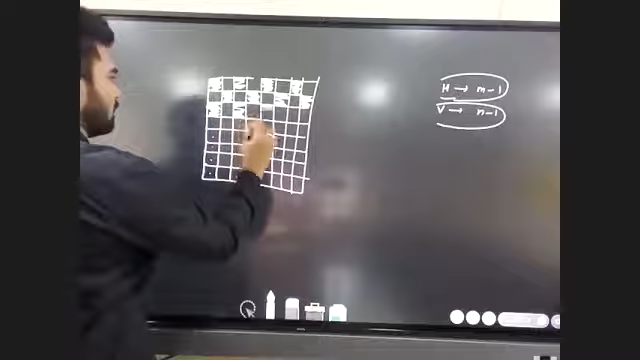 H → m-1
V → n-1